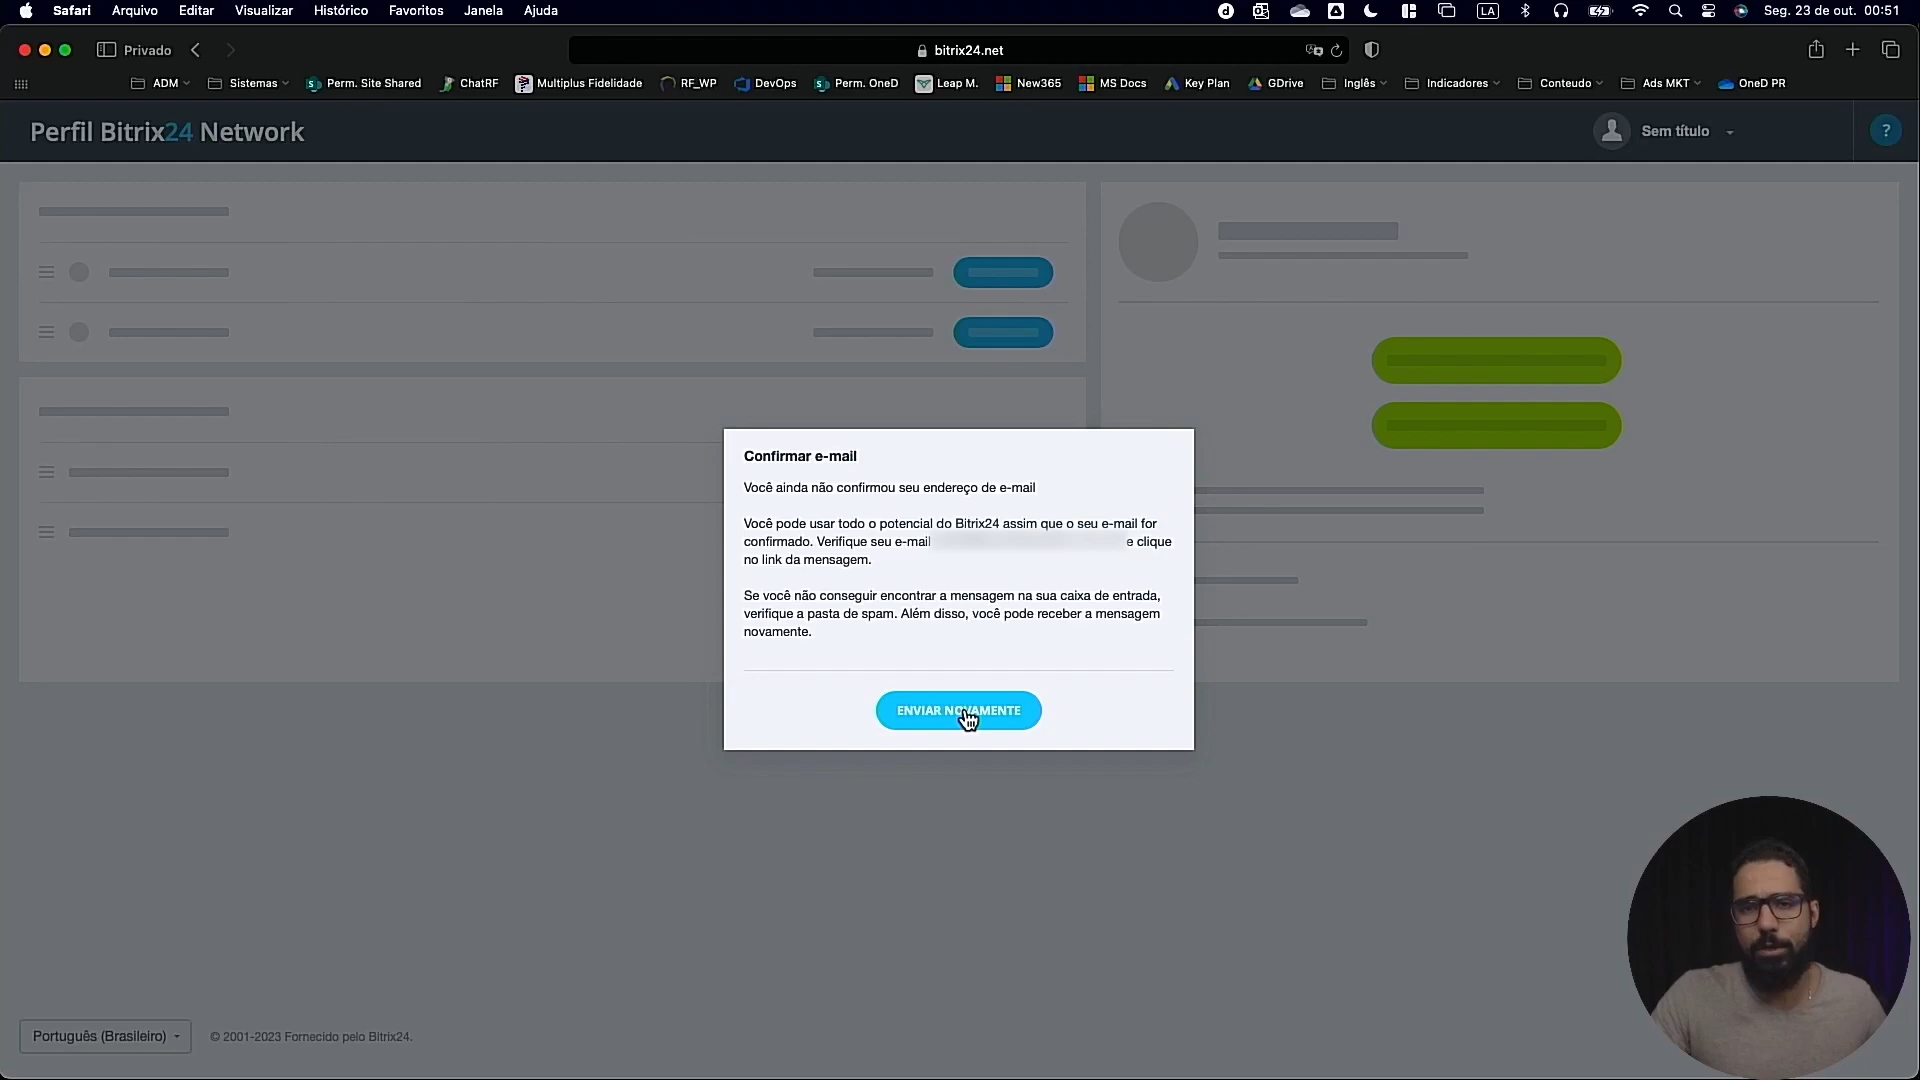 Safari Arquivo Editar Visualizar Histórico Favoritos Janela Ajuda LA Seg. 23 de out. 00:51
Privado bitrix24.net
ADM Sistemas Perm. Site Shared ChatRF Multiplus Fidelidade RF_WP DevOps Perm. OneD Leap M. New365 MS Docs Key Plan GDrive Inglês Indicadores Conteudo Ads MKT OneD PR
Perfil Bitrix24 Network Sem título ?
Confirmar e-mail
Você ainda não confirmou seu endereço de e-mail
Você pode usar todo o potencial do Bitrix24 assim que o seu e-mail for
confirmado. Verifique seu e-mail e clique
no link da mensagem.
Se você não conseguir encontrar a mensagem na sua caixa de entrada,
verifique a pasta de spam. Além disso, você pode receber a mensagem
novamente.
ENVIAR NOVAMENTE
Português (Brasileiro) © 2001-2023 Fornecido pelo Bitrix24.